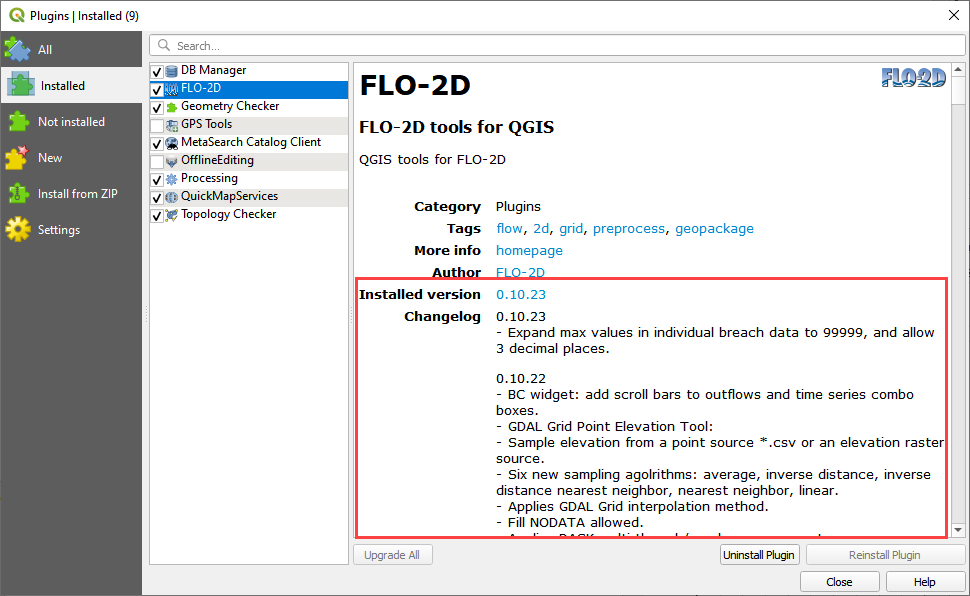 Plugins | Installed (9)
All
Installed
Not installed
New
Install from ZIP
Settings
Search...
DB Manager
FLO-2D
Geometry Checker
GPS Tools
MetaSearch Catalog Client
OfflineEditing
Processing
QuickMapServices
Topology Checker
FLO-2D
FLO2D
FLO-2D tools for QGIS
QGIS tools for FLO-2D
Category Plugins
Tags flow, 2d, grid, preprocess, geopackage
More info homepage
Author FLO-2D
Installed version 0.10.23
Changelog 0.10.23
- Expand max values in individual breach data to 99999, and allow
3 decimal places.
0.10.22
- BC widget: add scroll bars to outflows and time series combo
boxes.
- GDAL Grid Point Elevation Tool:
- Sample elevation from a point source *.csv or an elevation raster
source.
- Six new sampling agolrithms: average, inverse distance, inverse
distance nearest neighbor, nearest neighbor, linear.
- Applies GDAL Grid interpolation method.
- Fill NODATA allowed.
Upgrade All
Uninstall Plugin
Reinstall Plugin
Close
Help